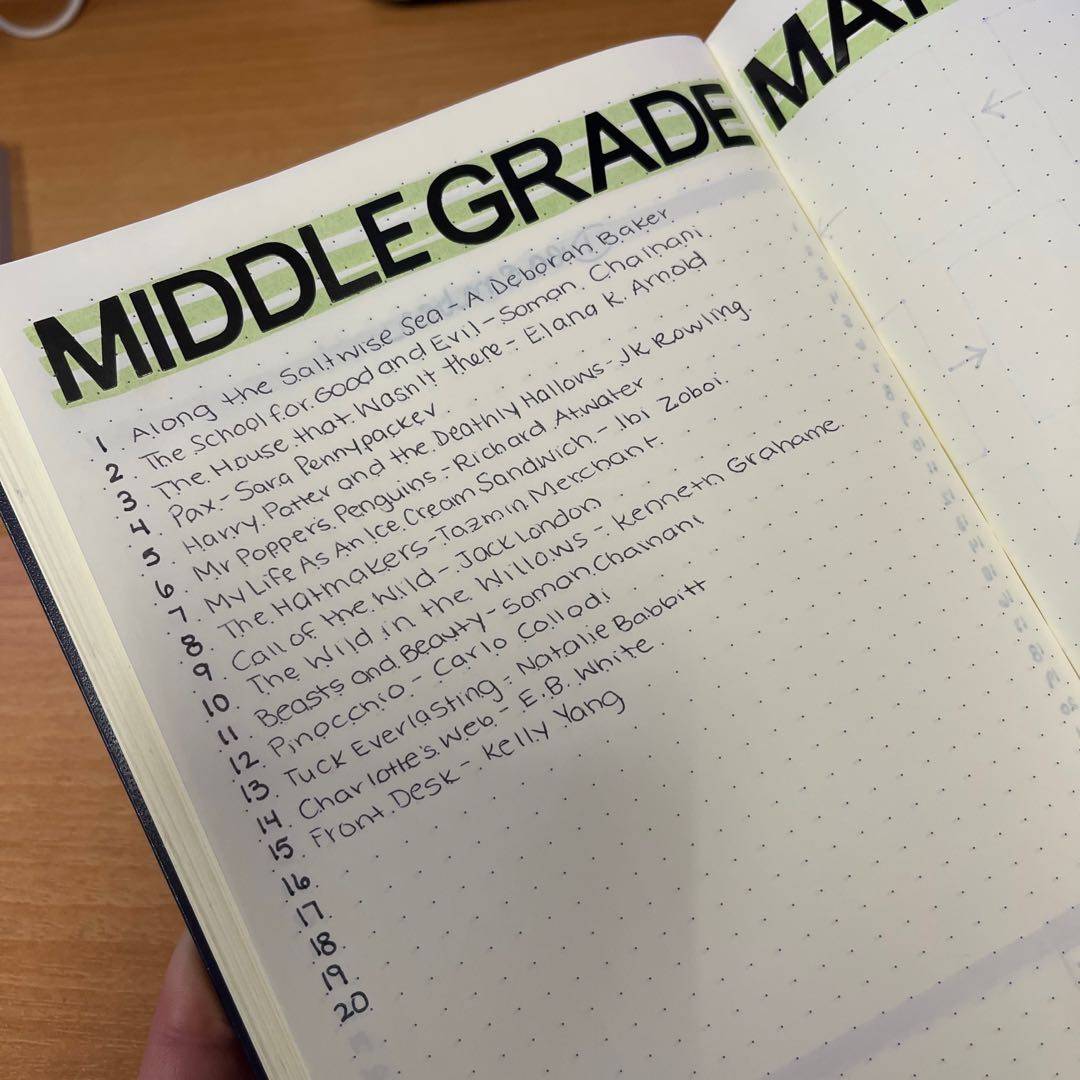 MIDDLE GRADE MA
1 Along the Saltwise Sea - A Deborah Baker
2 The School for Good and Evil - Soman Chainani
3 The House that Wasn't there - Elana K Arnold
4 Pax - Sara Pennypacker
5 Harry Potter and the Deathly Hallows - JK Rowling
6 Mr Poppers Penguins - Richard Atwater
7 My Life As An Ice Cream Sandwich - Ibi Zoboi
8 The Hatmakers - Tazmin Merchant
9 Call of the Wild - Jack London
10 The Wild in the Willows - Kenneth Grahame
11 Beasts and Beauty - Soman Chainani
12 Pinocchio - Carlo Collodi
13 Tuck Everlasting - Natalie Babbitt
14 Charlotte's Web - E.B. White
15 Front Desk - Kelly Yang
16
17
18
19
20